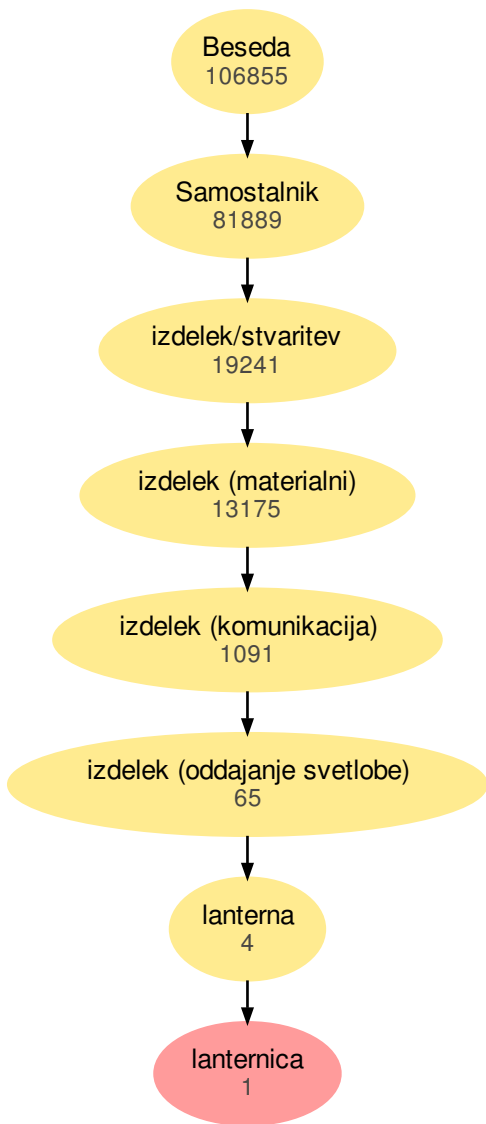 Beseda
106855
Samostalnik
81889
izdelek/stvaritev
19241
izdelek (materialni)
13175
izdelek (komunikacija)
1091
izdelek (oddajanje svetlobe)
65
lanterna
4
lanternica
1